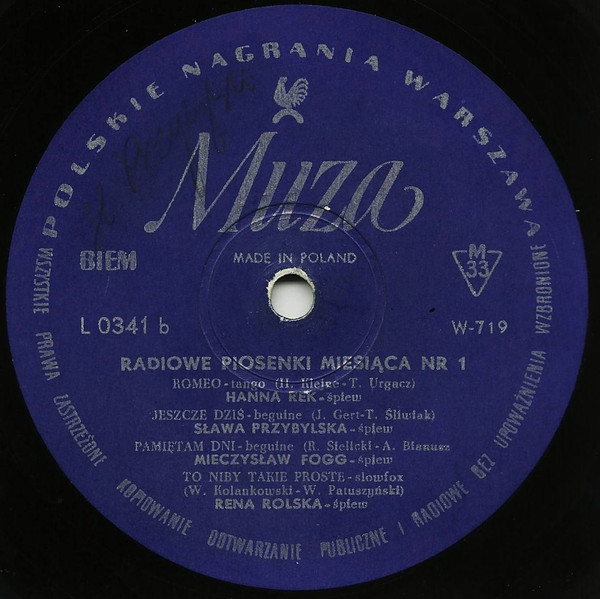 POLSKIE NAGRANIA WARSZAWA
Muza
BIEM
MADE IN POLAND
M
33
L 0341 b
W-719
RADIOWE PIOSENKI MIESIĄCA NR 1
ROMEO - tango (H. Klejne - T. Urgacz)
HANNA REK - śpiew
JESZCZE DZIŚ - beguine (J. Gert - T. Śliwiak)
SŁAWA PRZYBYLSKA - śpiew
PAMIĘTAM DNI - beguine (R. Sielicki - A. Bianusz
MIECZYSŁAW FOGG - śpiew
TO NIBY TAKIE PROSTE - slowfox
(W. Kolankowski - W. Patuszyński)
RENA ROLSKA - śpiew
WSZYSTKIE PRAWA ZASTRZEŻONE KOPIOWANIE ODTWARZANIE PUBLICZNE I RADIOWE BEZ UPOWAŻNIENIA WZBRONIONE